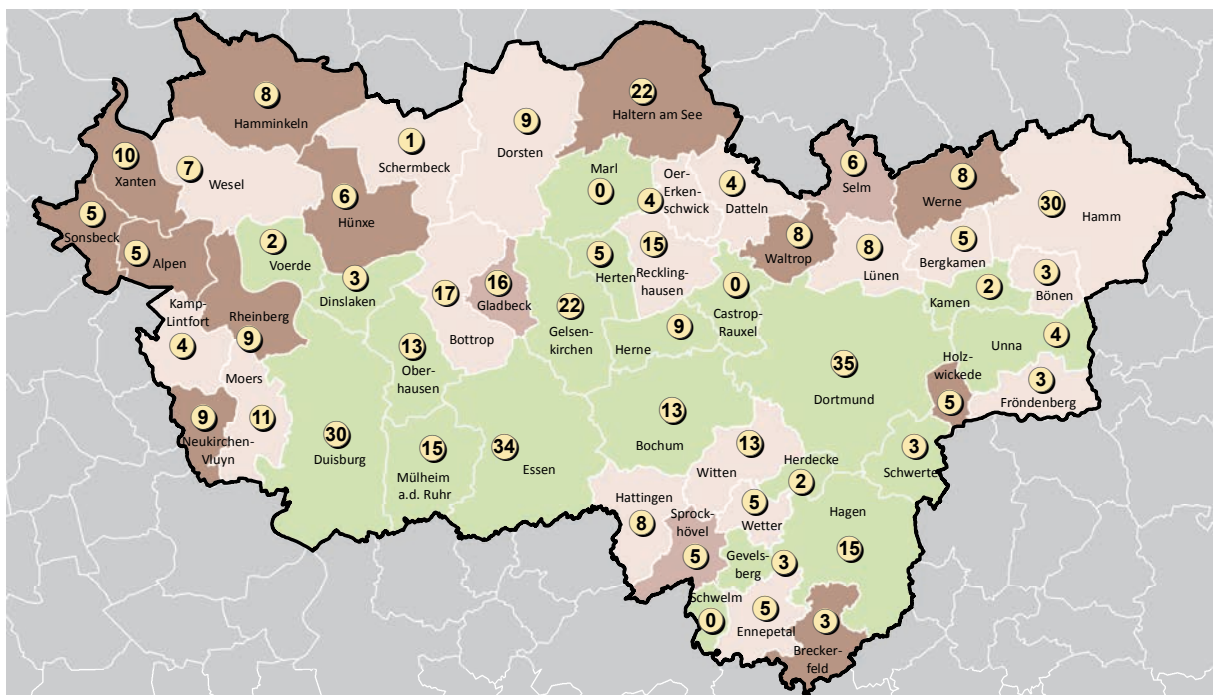 8
Hamminkeln
22
Haltern am See
1
Schermbeck
9
Dorsten
10
Xanten
7
Wesel
6
Hünxe
5
Sonsbeck
5
Alpen
2
Voerde
3
Dinslaken
Marl
0
Oer-
Erken-
schwick
4
4
Datteln
6
Selm
8
Werne
30
Hamm
5
Herten
15
Reckling-
hausen
8
Waltrop
8
Lünen
5
Bergkamen
3
Bönen
2
Kamen
Kamp-
Lintfort
4
Rheinberg
9
17
Bottrop
16
Gladbeck
22
Gelsen-
kirchen
0
Castrop-
Rauxel
9
Herne
4
Unna
Holz-
wickede
5
3
Fröndenberg
Moers
11
9
Neukirchen-
Vluyn
13
Ober-
hausen
35
Dortmund
30
Duisburg
15
Mülheim
a.d. Ruhr
34
Essen
13
Bochum
13
Witten
Herdecke
2
3
Schwerte
Hattingen
8
Sprock-
hövel
5
5
Wetter
Hagen
15
Gevels-
berg
3
Schwelm
0
5
Ennepetal
3
Brecker-
feld